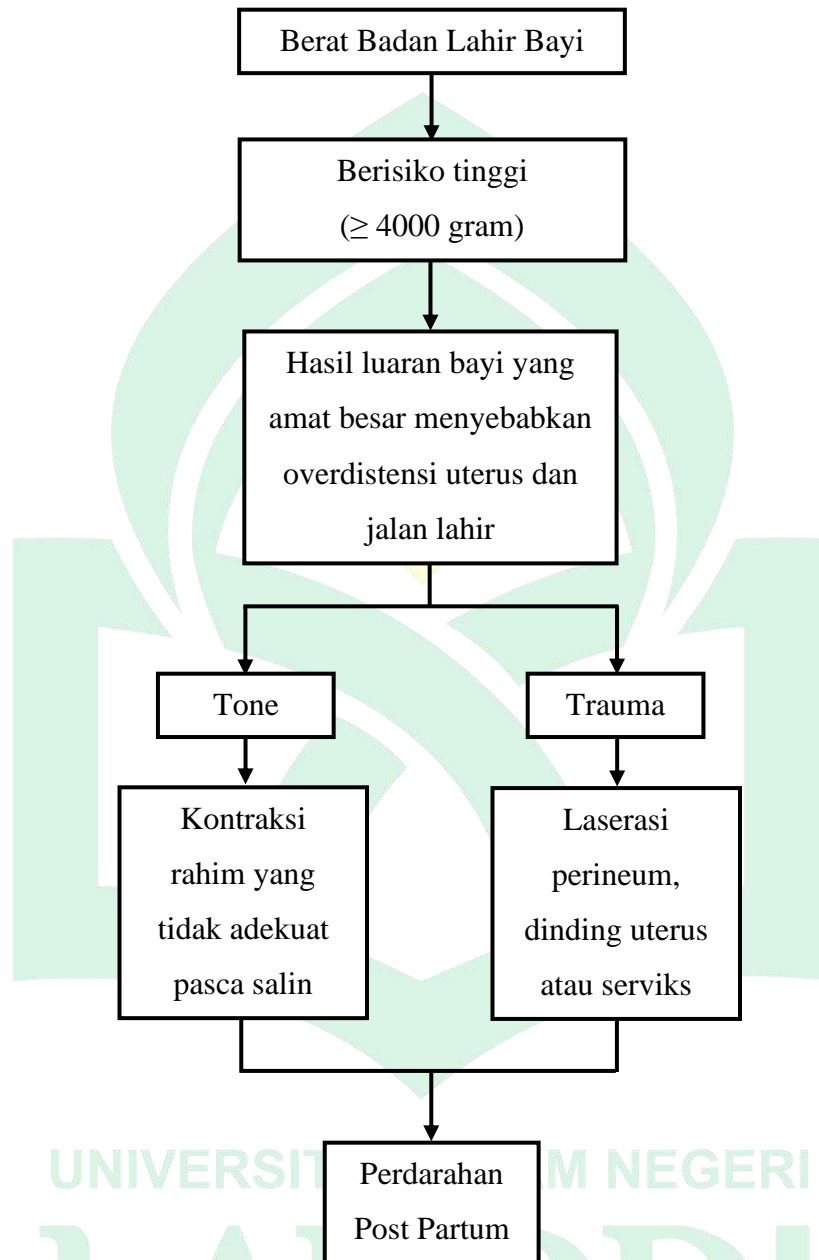 Berat Badan Lahir Bayi
Berisiko tinggi
(≥ 4000 gram)
Hasil luaran bayi yang
amat besar menyebabkan
overdistensi uterus dan
jalan lahir
Tone
Trauma
Kontraksi
rahim yang
tidak adekuat
pasca salin
Laserasi
perineum,
dinding uterus
atau serviks
Perdarahan
Post Partum
NEGERI